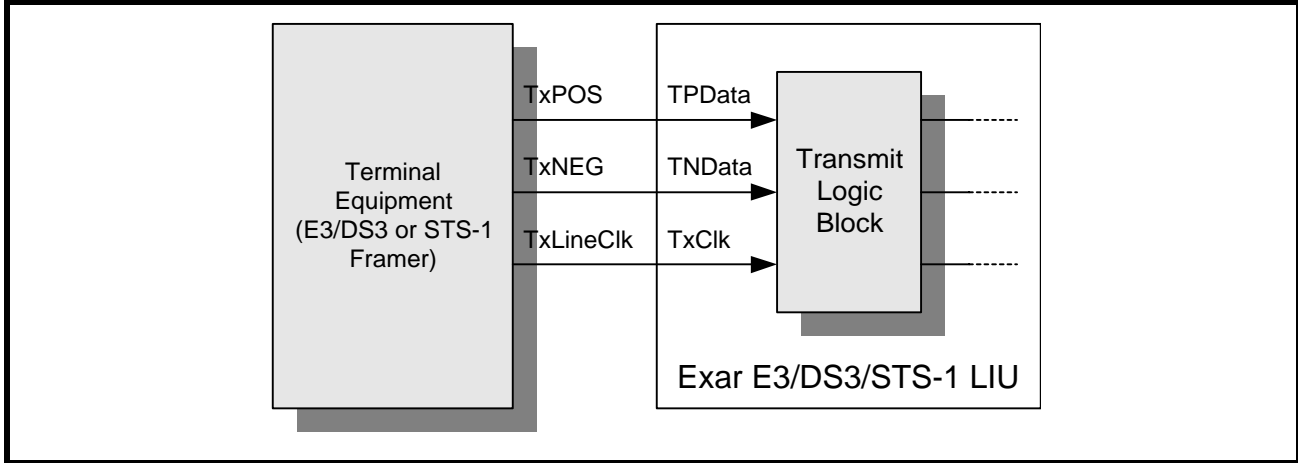 TxPOS TPData
TxNEG TNData
TxLineClk TxClk
Terminal
Equipment
(E3/DS3 or STS-1
Framer)
Transmit
Logic
Block
Exar E3/DS3/STS-1 LIU